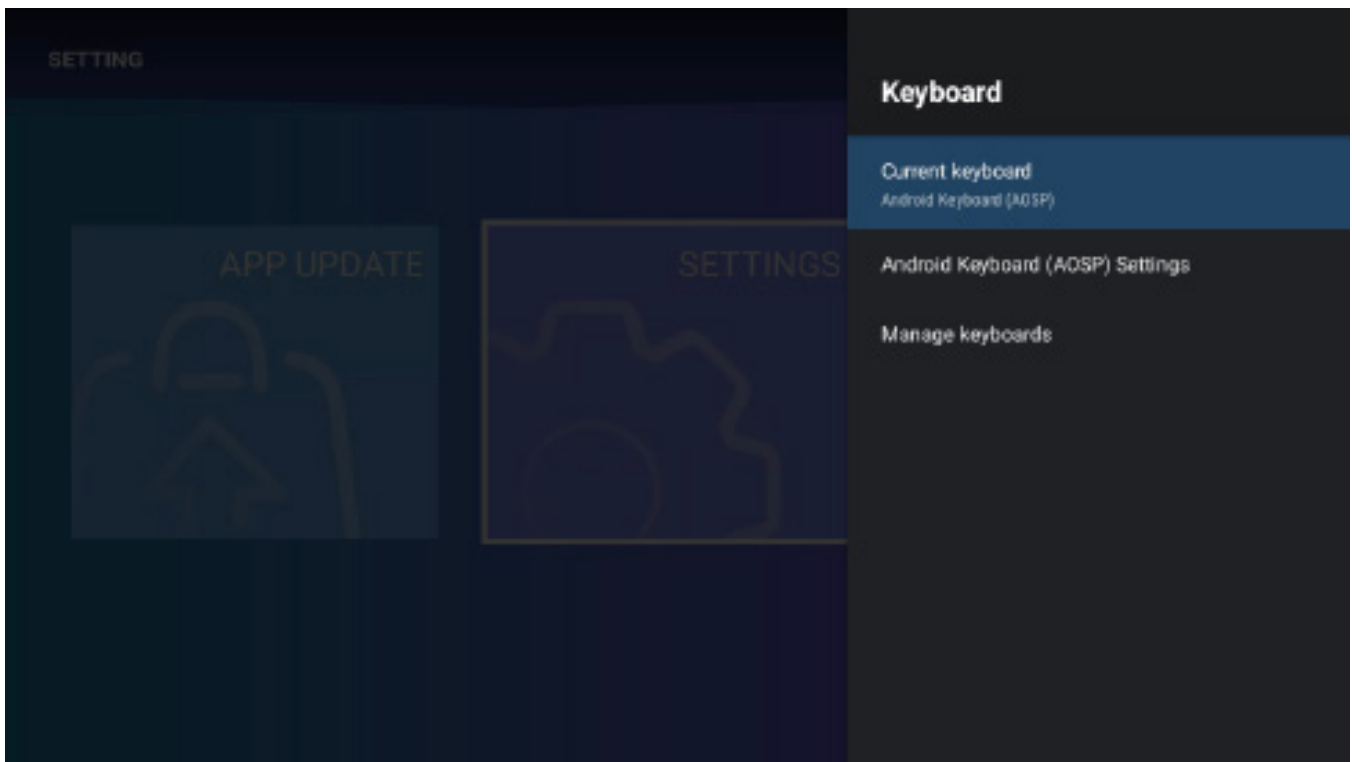 SETTING
APP UPDATE
SETTINGS
Keyboard
Current keyboard
Android Keyboard (AOSP)
Android Keyboard (AOSP) Settings
Manage keyboards